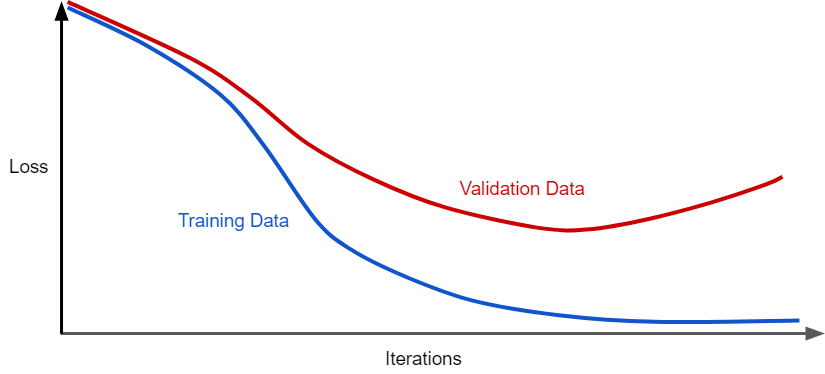 Loss
Validation Data
Training Data
Iterations